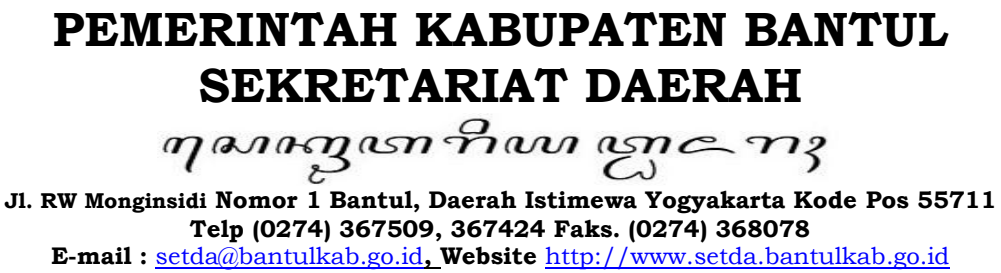 PEMERINTAH KABUPATEN BANTUL
SEKRETARIAT DAERAH
Jl. RW Monginsidi Nomor 1 Bantul, Daerah Istimewa Yogyakarta Kode Pos 55711
Telp (0274) 367509, 367424 Faks. (0274) 368078
E-mail : setda@bantulkab.go.id, Website http://www.setda.bantulkab.go.id